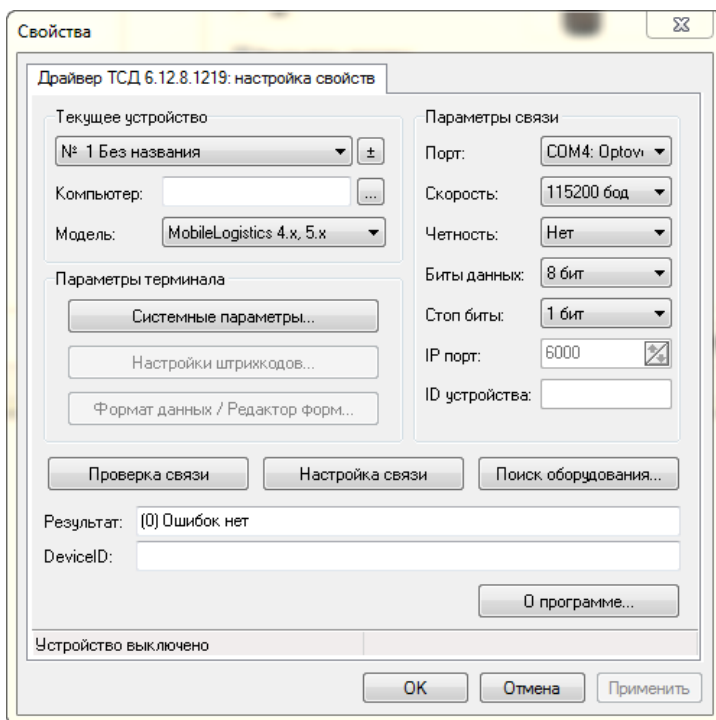 Свойства
Драйвер ТСД 6.12.8.1219: настройка свойств
Текущее устройство
№ 1 Без названия
±
Компьютер:
...
Модель:
MobileLogistics 4.x, 5.x
Параметры терминала
Системные параметры...
Настройки штрихкодов...
Формат данных / Редактор форм...
Параметры связи
Порт:
COM4: Optov
Скорость:
115200 бод
Четность:
Нет
Биты данных:
8 бит
Стоп биты:
1 бит
IP порт:
6000
ID устройства:
Проверка связи
Настройка связи
Поиск оборудования...
Результат:
(0) Ошибок нет
DeviceID:
О программе...
Устройство выключено
OK
Отмена
Применить